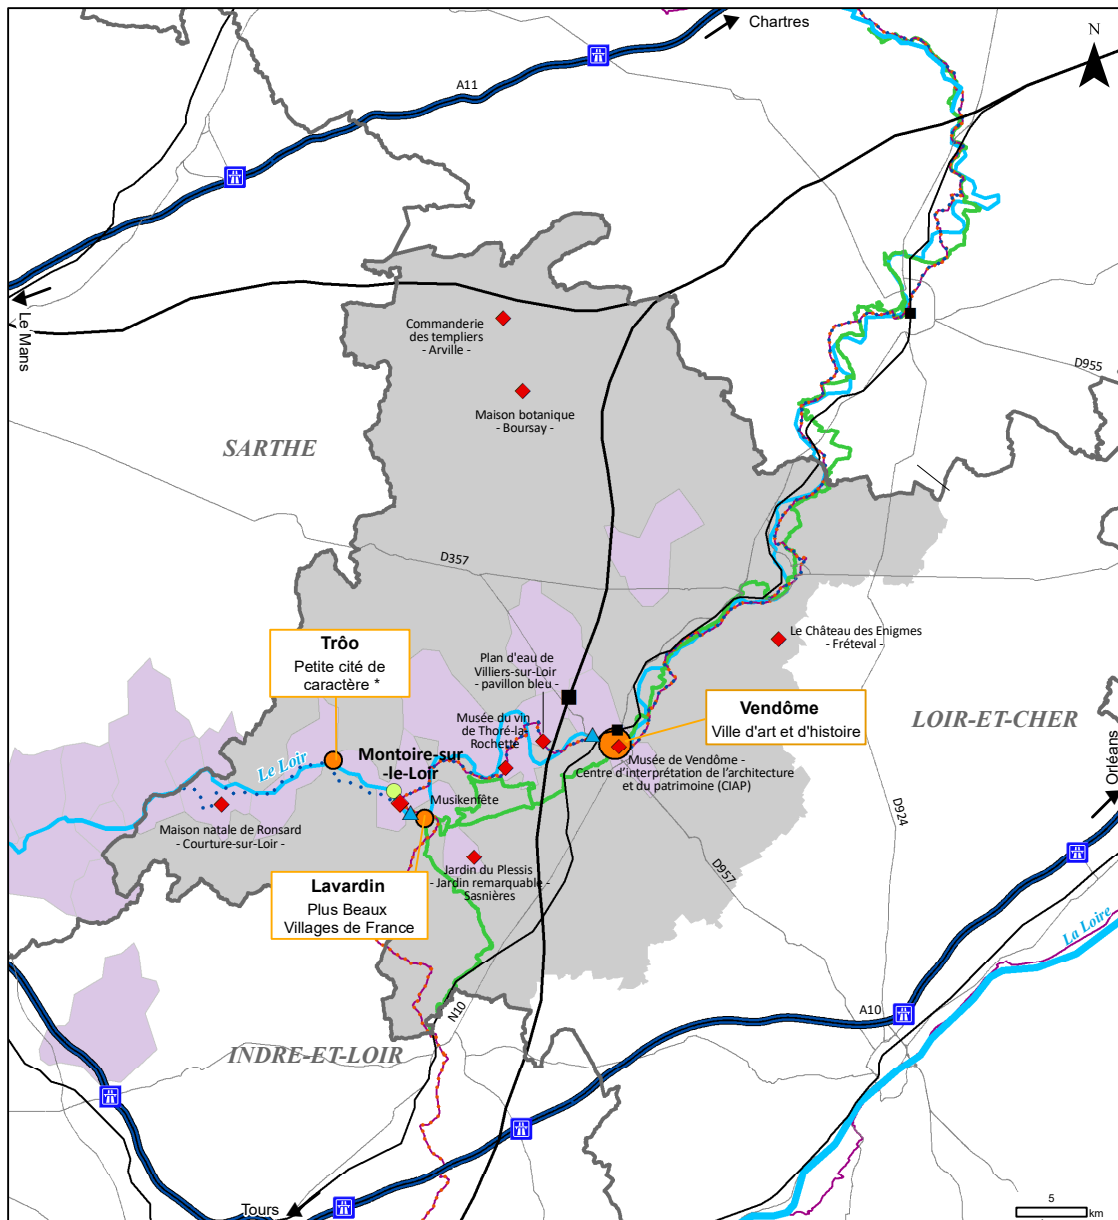 Chartres
N
A11
Le Mans
Commanderie
des templiers
- Arville -
D955
Maison botanique
- Boursay -
SARTHE
D357
Le Château des Enigmes
- Fréteval -
Trôo
Petite cité de
caractère *
Plan d'eau de
Villiers-sur-Loir
- pavillon bleu -
Vendôme
Ville d'art et d'histoire
LOIR-ET-CHER
Musée du vin
de Thoré-la-
Rochette
Montoire-sur
-le-Loir
Le Loir
Musée de Vendôme -
Centre d'interprétation de l'architecture
et du patrimoine (CIAP)
Orléans
Musikenfête
Maison natale de Ronsard
- Courture-sur-Loir -
D924
Jardin du Plessis
- Jardin remarquable -
Sasnières
D957
Lavardin
Plus Beaux
Villages de France
La Loire
N10
A10
INDRE-ET-LOIR
Tours
5
km